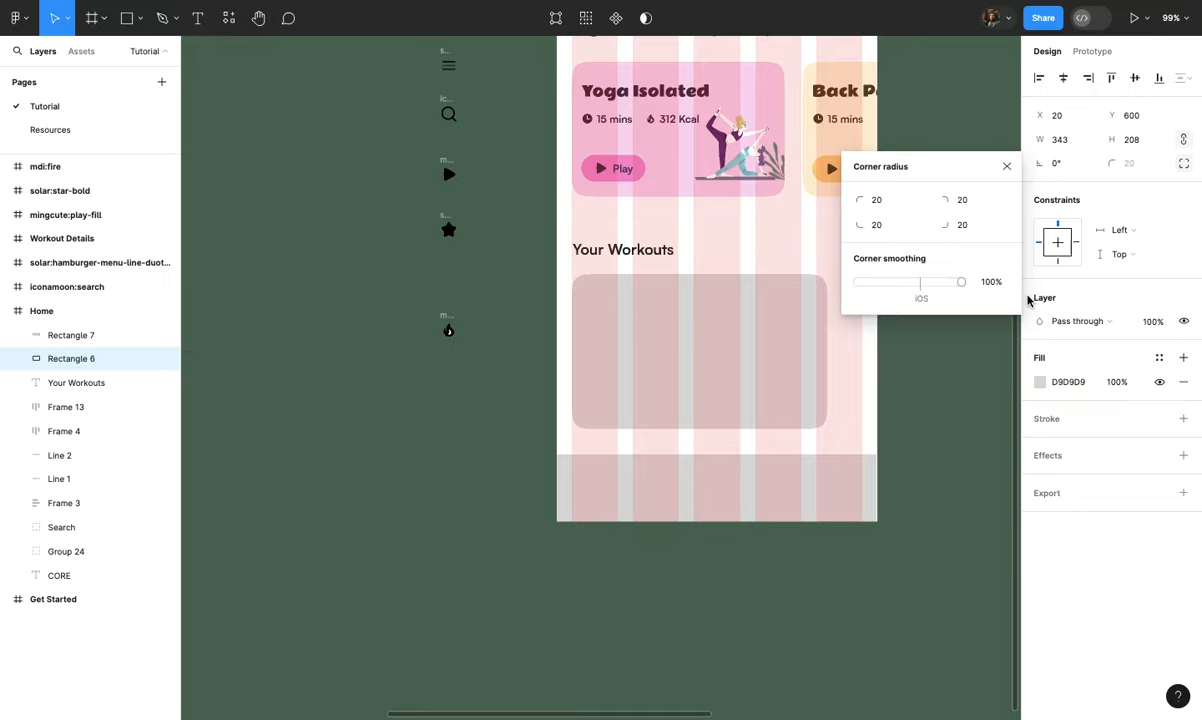 Share
99%
Layers
Assets
Tutorial
Pages
Tutorial
Resources
mdi:fire
solar:star-bold
mingcute:play-fill
Workout Details
solar:hamburger-menu-line-duot...
iconamoon:search
Home
Rectangle 7
Rectangle 6
Your Workouts
Frame 13
Frame 4
Line 2
Line 1
Frame 3
Search
Group 24
CORE
Get Started
s...
ic...
m...
s...
m...
Yoga Isolated
15 mins
312 Kcal
Play
Back P
15 mins
Your Workouts
Corner radius
20
20
20
20
Corner smoothing
100%
iOS
Design
Prototype
X 20
Y 600
W 343
H 208
0°
20
Constraints
Left
Top
Layer
Pass through
100%
Fill
D9D9D9
100%
Stroke
Effects
Export
?